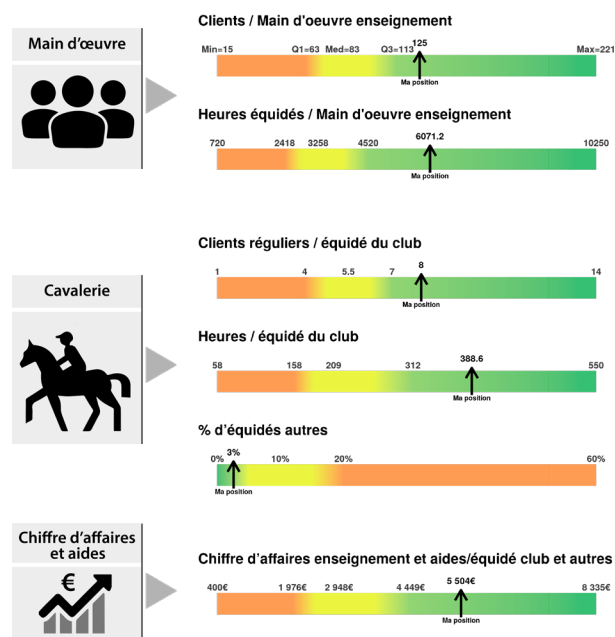 Main d'œuvre
Clients / Main d'oeuvre enseignement
Min=15 Q1=63 Med=83 Q3=113 125 Max=221
Ma position
Heures équidés / Main d'oeuvre enseignement
720 2418 3258 4520 6071.2 10250
Ma position
Cavalerie
Clients réguliers / équidé du club
1 4 5.5 7 8 14
Ma position
Heures / équidé du club
58 158 209 312 388.6 550
Ma position
% d'équidés autres
0% 3% 10% 20% 60%
Ma position
Chiffre d'affaires
et aides
€
Chiffre d'affaires enseignement et aides/équidé club et autres
400€ 1 976€ 2 948€ 4 449€ 5 504€ 8 335€
Ma position